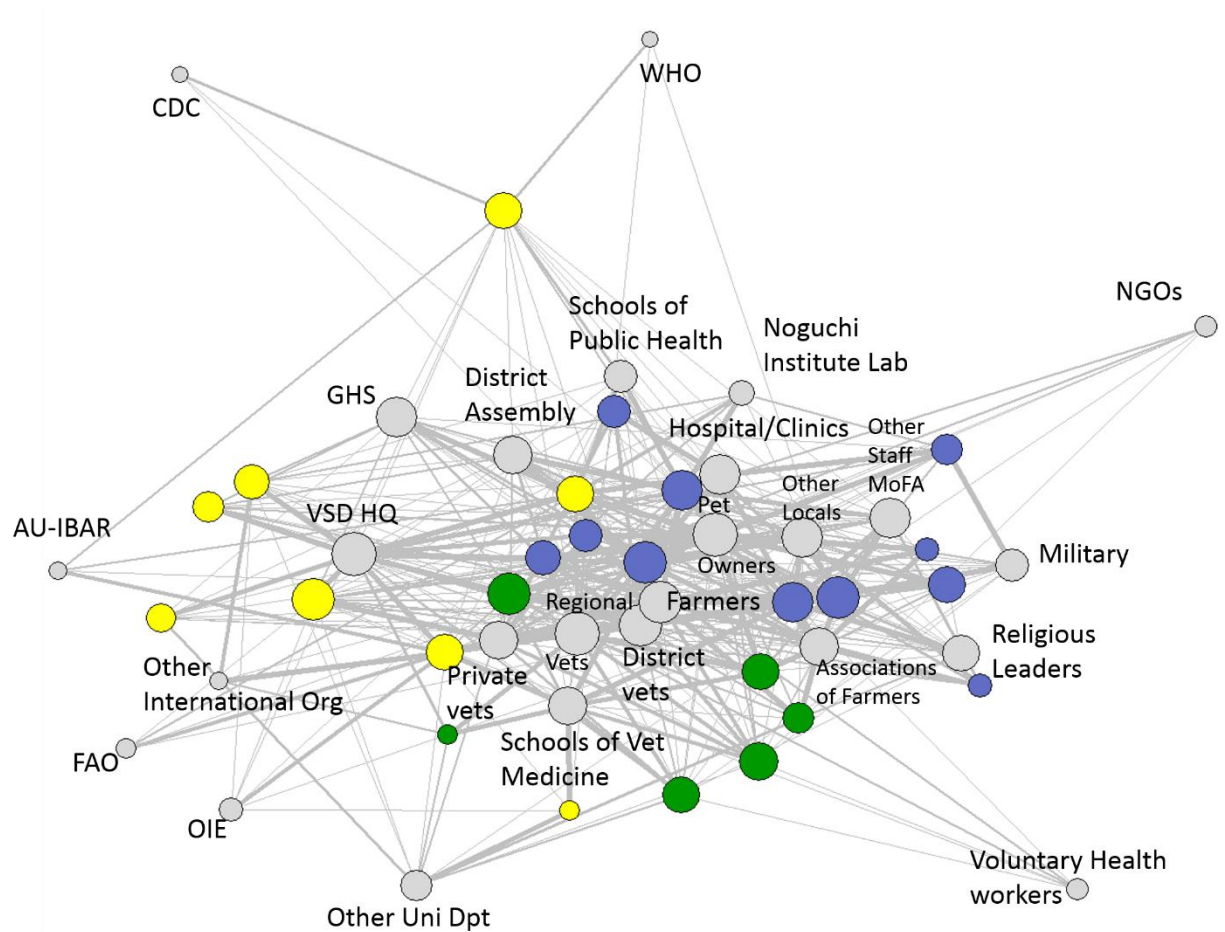 WHO
CDC
NGOs
Schools of
Public Health
Noguchi
Institute Lab
GHS
District
Assembly
Hospital/Clinics
Other
Staff
MoFA
Pet
Owners
Other
Locals
AU-IBAR
VSD HQ
Military
Regional
Vets
Farmers
District
vets
Private
vets
Religious
Leaders
Associations
of Farmers
Other
International Org
FAO
Schools of Vet
Medicine
OIE
Voluntary Health
workers
Other Uni Dpt